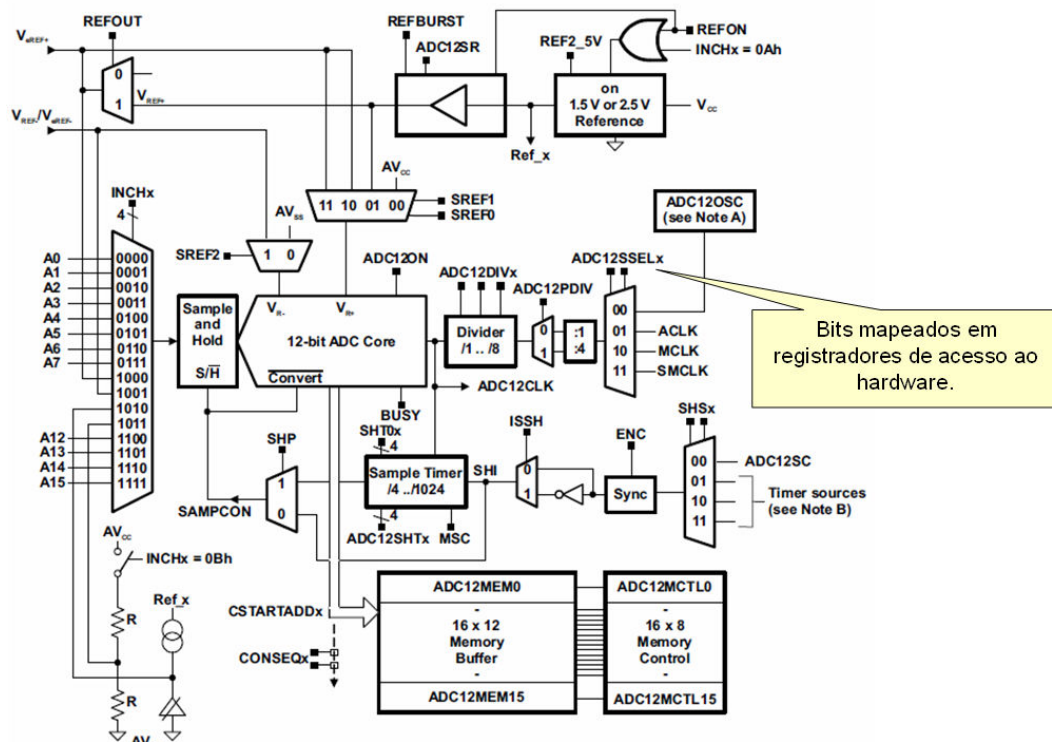 REFOUT
REFBURST
ADC12SR
REFON
INCHx = 0Ah
REF2_5V
VeREF+
0
1
VREF+
on
1.5 V or 2.5 V
Reference
VCC
VREF-/VeREF-
Ref_x
AVCC
INCHx
4
11 10 01 00
SREF1
SREF0
AVSS
SREF2
1 0
ADC12OSC
(see Note A)
ADC12ON
ADC12DIVx
ADC12PDIV
ADC12SSELx
A0 0000
A1 0001
A2 0010
A3 0011
A4 0100
A5 0101
A6 0110
A7 0111
1000
1001
1010
1011
A12 1100
A13 1101
A14 1110
A15 1111
Sample
and
Hold
S/H
VR-
VR+
12-bit ADC Core
Convert
Divider
/1 .. /8
0
1
:1
:4
00
01
10
11
ACLK
MCLK
SMCLK
Bits mapeados em
registradores de acesso ao
hardware.
ADC12CLK
BUSY
SHP
SHT0x
4
ISSH
ENC
SHSx
1
0
Sample Timer
/4 ../1024
SHI
0
1
Sync
00
01
10
11
ADC12SC
Timer sources
(see Note B)
SAMPCON
4
ADC12SHTx
MSC
AVCC
INCHx = 0Bh
Ref_x
R
R
CSTARTADDx
CONSEQx
ADC12MEM0
-
16 x 12
Memory
Buffer
-
ADC12MEM15
ADC12MCTL0
-
16 x 8
Memory
Control
-
ADC12MCTL15